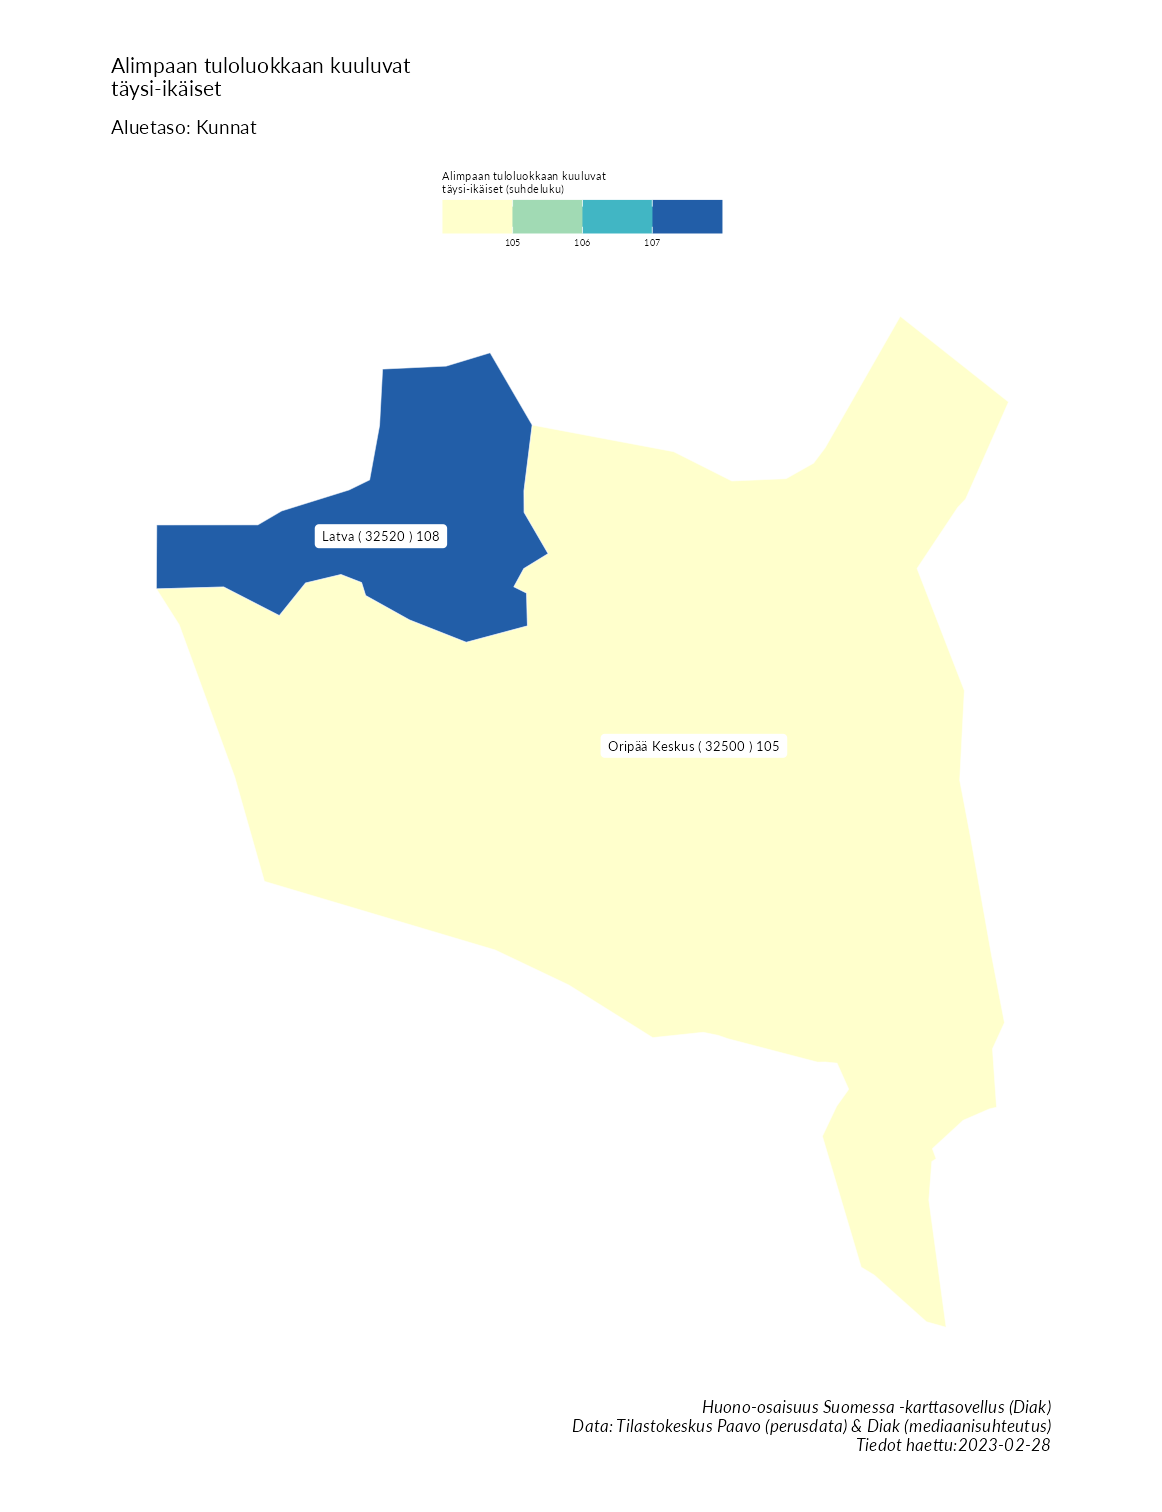 Alimpaan tuloluokkaan kuuluvat
täysi-ikäiset
Aluetaso: Kunnat
Alimpaan tuloluokkaan kuuluvat
täysi-ikäiset (suhdeluku)
105 106 107
Latva ( 32520 ) 108
Oripää Keskus ( 32500 ) 105
Huono-osaisuus Suomessa -karttasovellus (Diak)
Data: Tilastokeskus Paavo (perusdata) & Diak (mediaanisuhteutus)
Tiedot haettu:2023-02-28